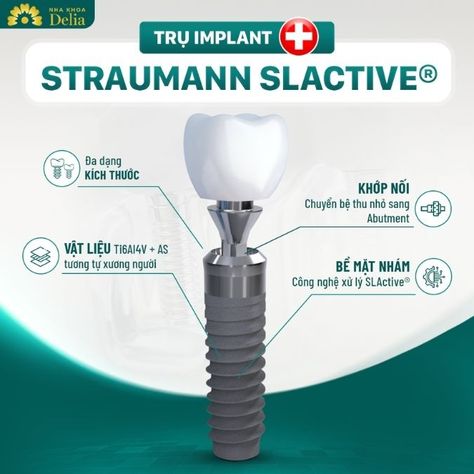 NHA KHOA
Delia
TRỤ IMPLANT
STRAUMANN SLACTIVE®
Đa dạng
KÍCH THƯỚC
KHỚP NỐI
Chuyển bệ thu nhỏ sang
Abutment
VẬT LIỆU T16AI4V + AS
tương tự xương người
BỀ MẶT NHÁM
Công nghệ xử lý SLActive®